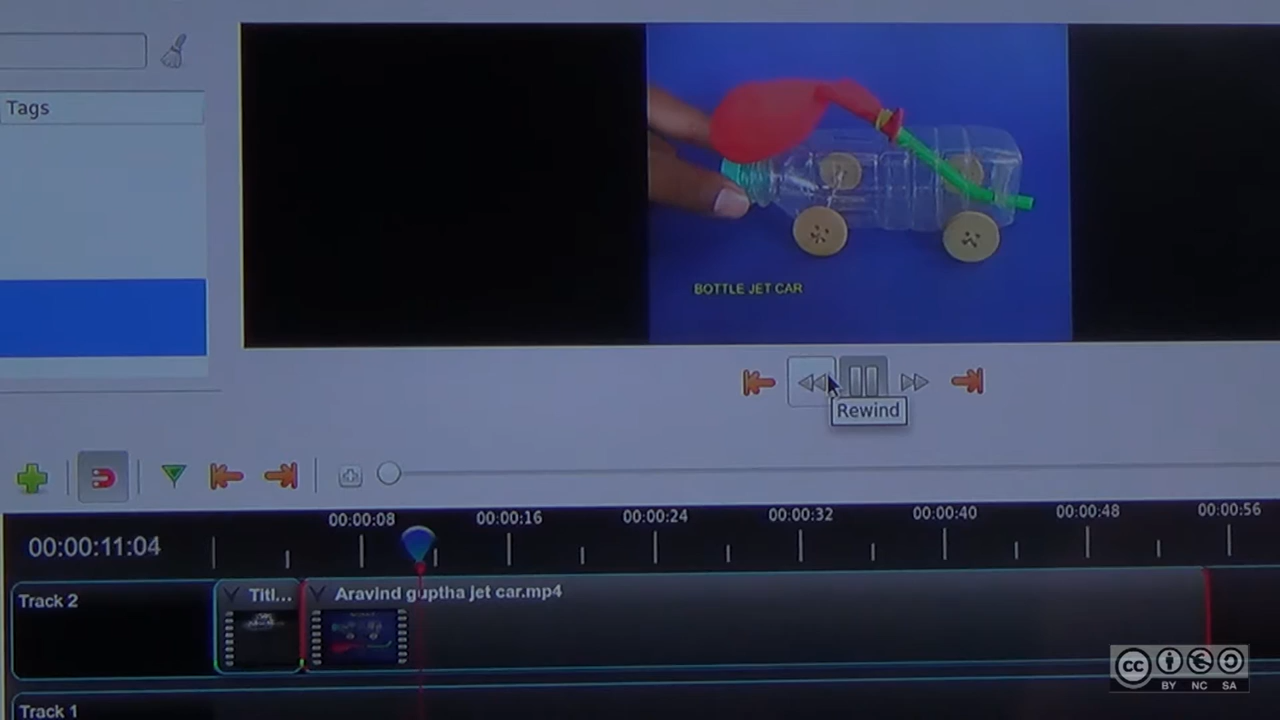 Tags
BOTTLE JET CAR
Rewind
00:00:08
00:00:16
00:00:24
00:00:32
00:00:40
00:00:48
00:00:56
00:00:11:04
Track 2
Titl...
Aravind guptha jet car.mp4
Track 1
cc
BY NC SA